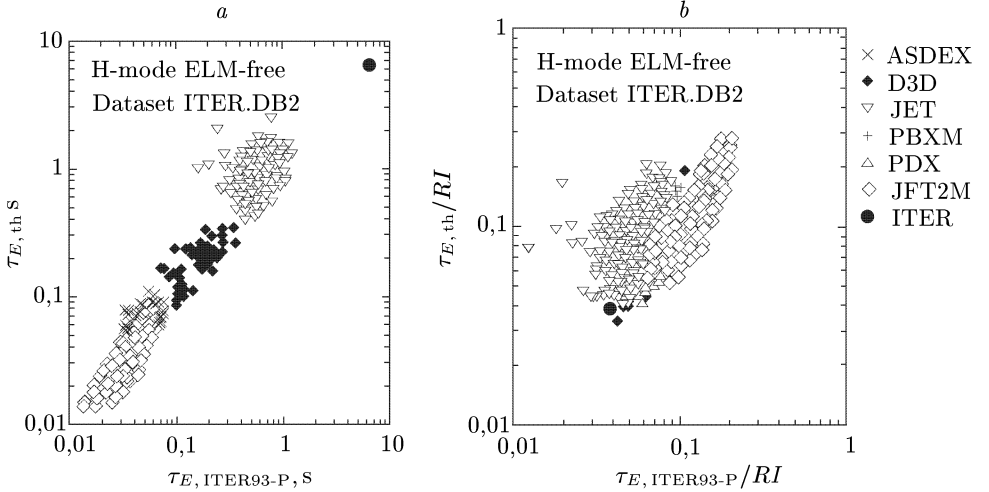 a
b
10
1
0,1
0,01
τE, th s
0,01
0,1
1
10
τE, ITER93-P, s
H-mode ELM-free
Dataset ITER.DB2
1
0,1
0,01
τE, th/RI
0,01
0,1
1
τE, ITER93-P/RI
H-mode ELM-free
Dataset ITER.DB2
ASDEX
D3D
JET
PBXM
PDX
JFT2M
ITER